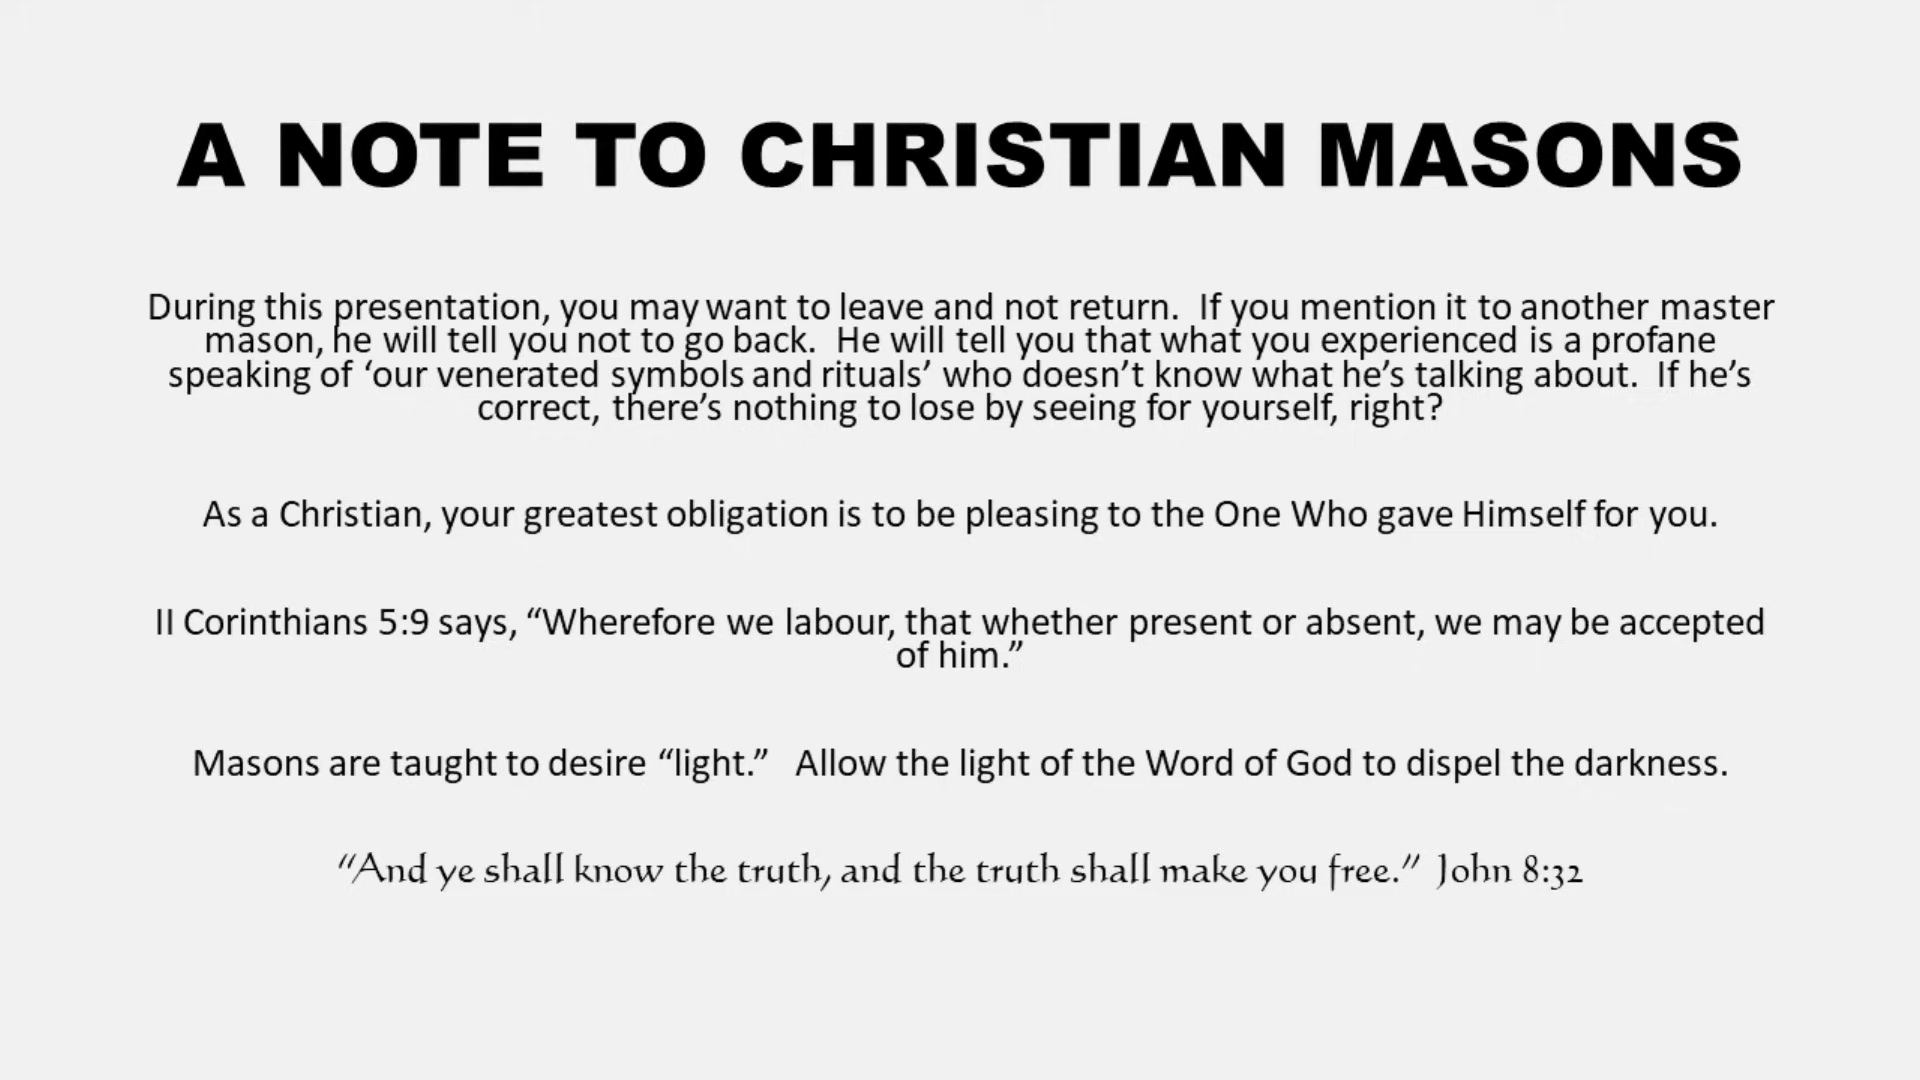 A NOTE TO CHRISTIAN MASONS
During this presentation, you may want to leave and not return.  If you mention it to another master
mason, he will tell you not to go back.  He will tell you that what you experienced is a profane
speaking of ‘our venerated symbols and rituals’ who doesn’t know what he’s talking about.  If he’s
correct, there’s nothing to lose by seeing for yourself, right?
As a Christian, your greatest obligation is to be pleasing to the One Who gave Himself for you.
II Corinthians 5:9 says, “Wherefore we labour, that whether present or absent, we may be accepted
of him.”
Masons are taught to desire “light.”   Allow the light of the Word of God to dispel the darkness.
“And ye shall know the truth, and the truth shall make you free.”  John 8:32